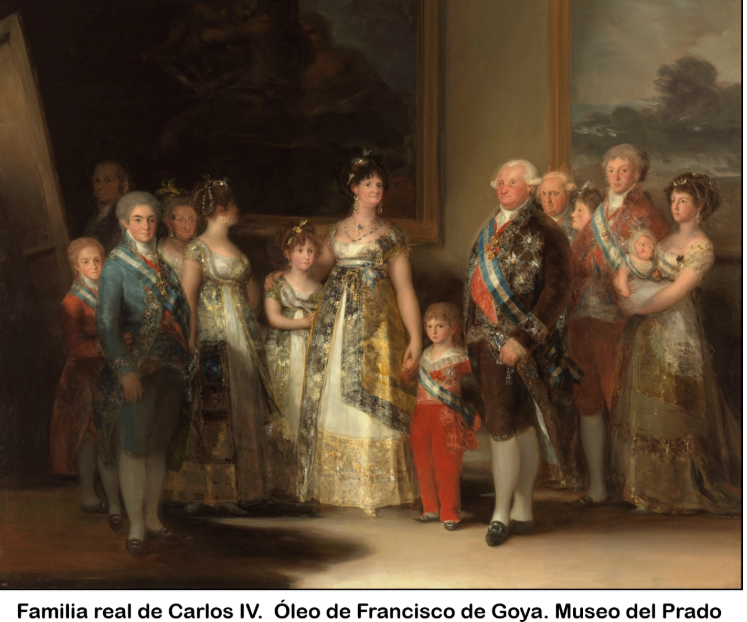 Familia real de Carlos IV.  Óleo de Francisco de Goya. Museo del Prado